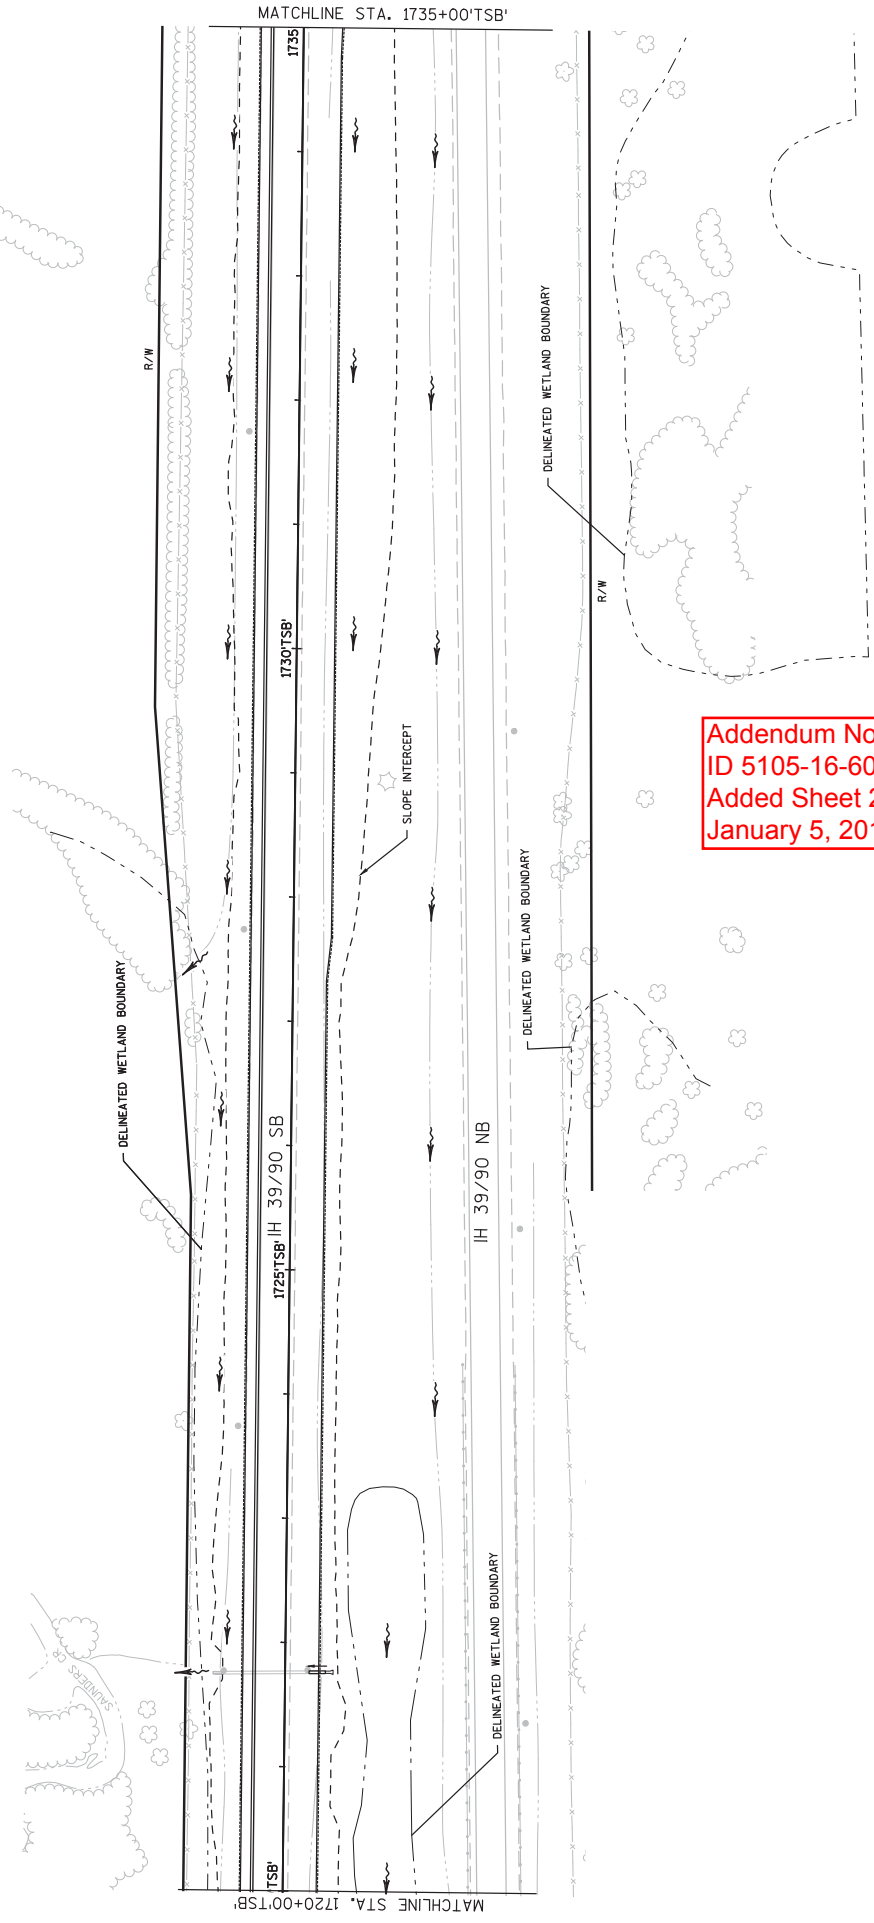 MATCHLINE STA. 1735+00'TSB'
1735
R/W
DELINEATED WETLAND BOUNDARY
R/W
1730'TSB'
SLOPE INTERCEPT
Addendum No
ID 5105-16-60
Added Sheet 2
January 5, 201
DELINEATED WETLAND BOUNDARY
DELINEATED WETLAND BOUNDARY
IH 39/90 SB
IH 39/90 NB
1725'TSB'
DELINEATED WETLAND BOUNDARY
SAUNDERS CR
'TSB'
MATCHLINE STA. 1720+00'TSB'